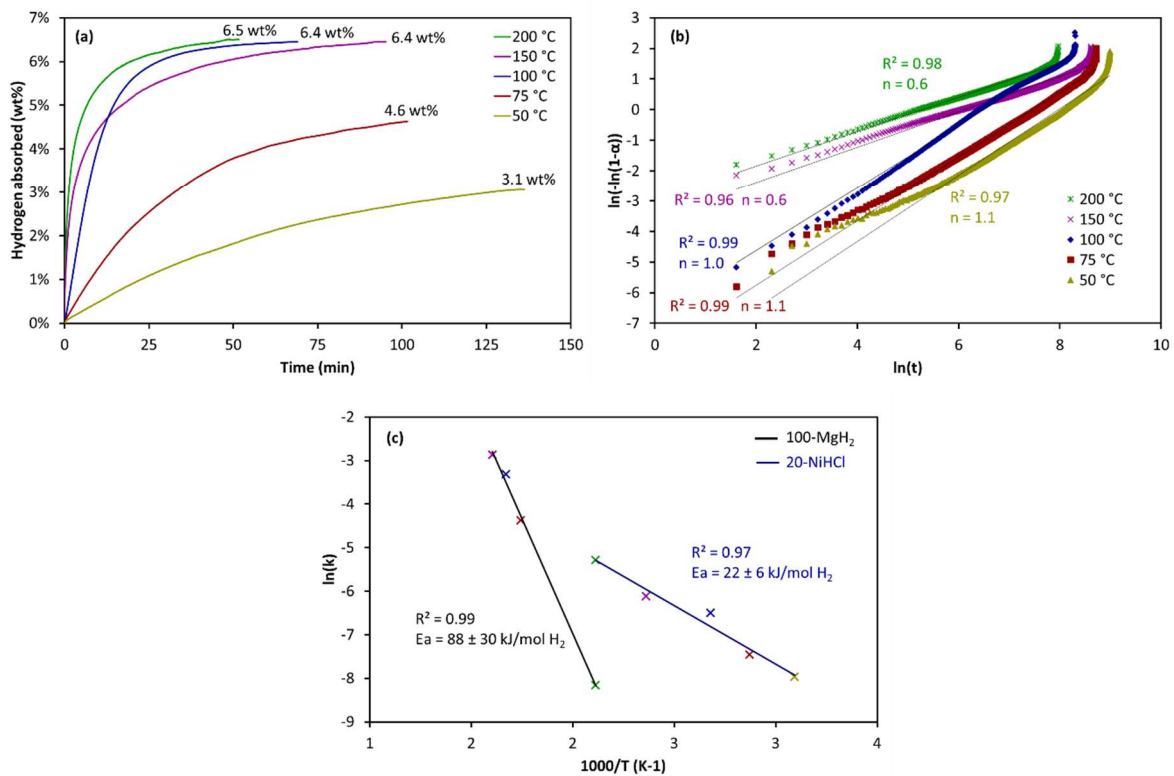 (a)
7%
6%
5%
4%
3%
2%
1%
0%
Hydrogen absorbed (wt%)
6.5 wt%
6.4 wt%
6.4 wt%
4.6 wt%
3.1 wt%
200 °C
150 °C
100 °C
75 °C
50 °C
0 25 50 75 100 125 150
Time (min)
(b)
3
2
1
0
-1
-2
-3
-4
-5
-6
-7
ln(-ln(1-α))
R² = 0.98
n = 0.6
R² = 0.96 n = 0.6
R² = 0.97
n = 1.1
R² = 0.99
n = 1.0
R² = 0.99 n = 1.1
200 °C
150 °C
100 °C
75 °C
50 °C
0 2 4 6 8 10
ln(t)
(c)
-2
-3
-4
-5
-6
-7
-8
-9
ln(k)
100-MgH₂
20-NiHCl
R² = 0.97
Ea = 22 ± 6 kJ/mol H₂
R² = 0.99
Ea = 88 ± 30 kJ/mol H₂
1 2 2 3 3 4
1000/T (K-1)